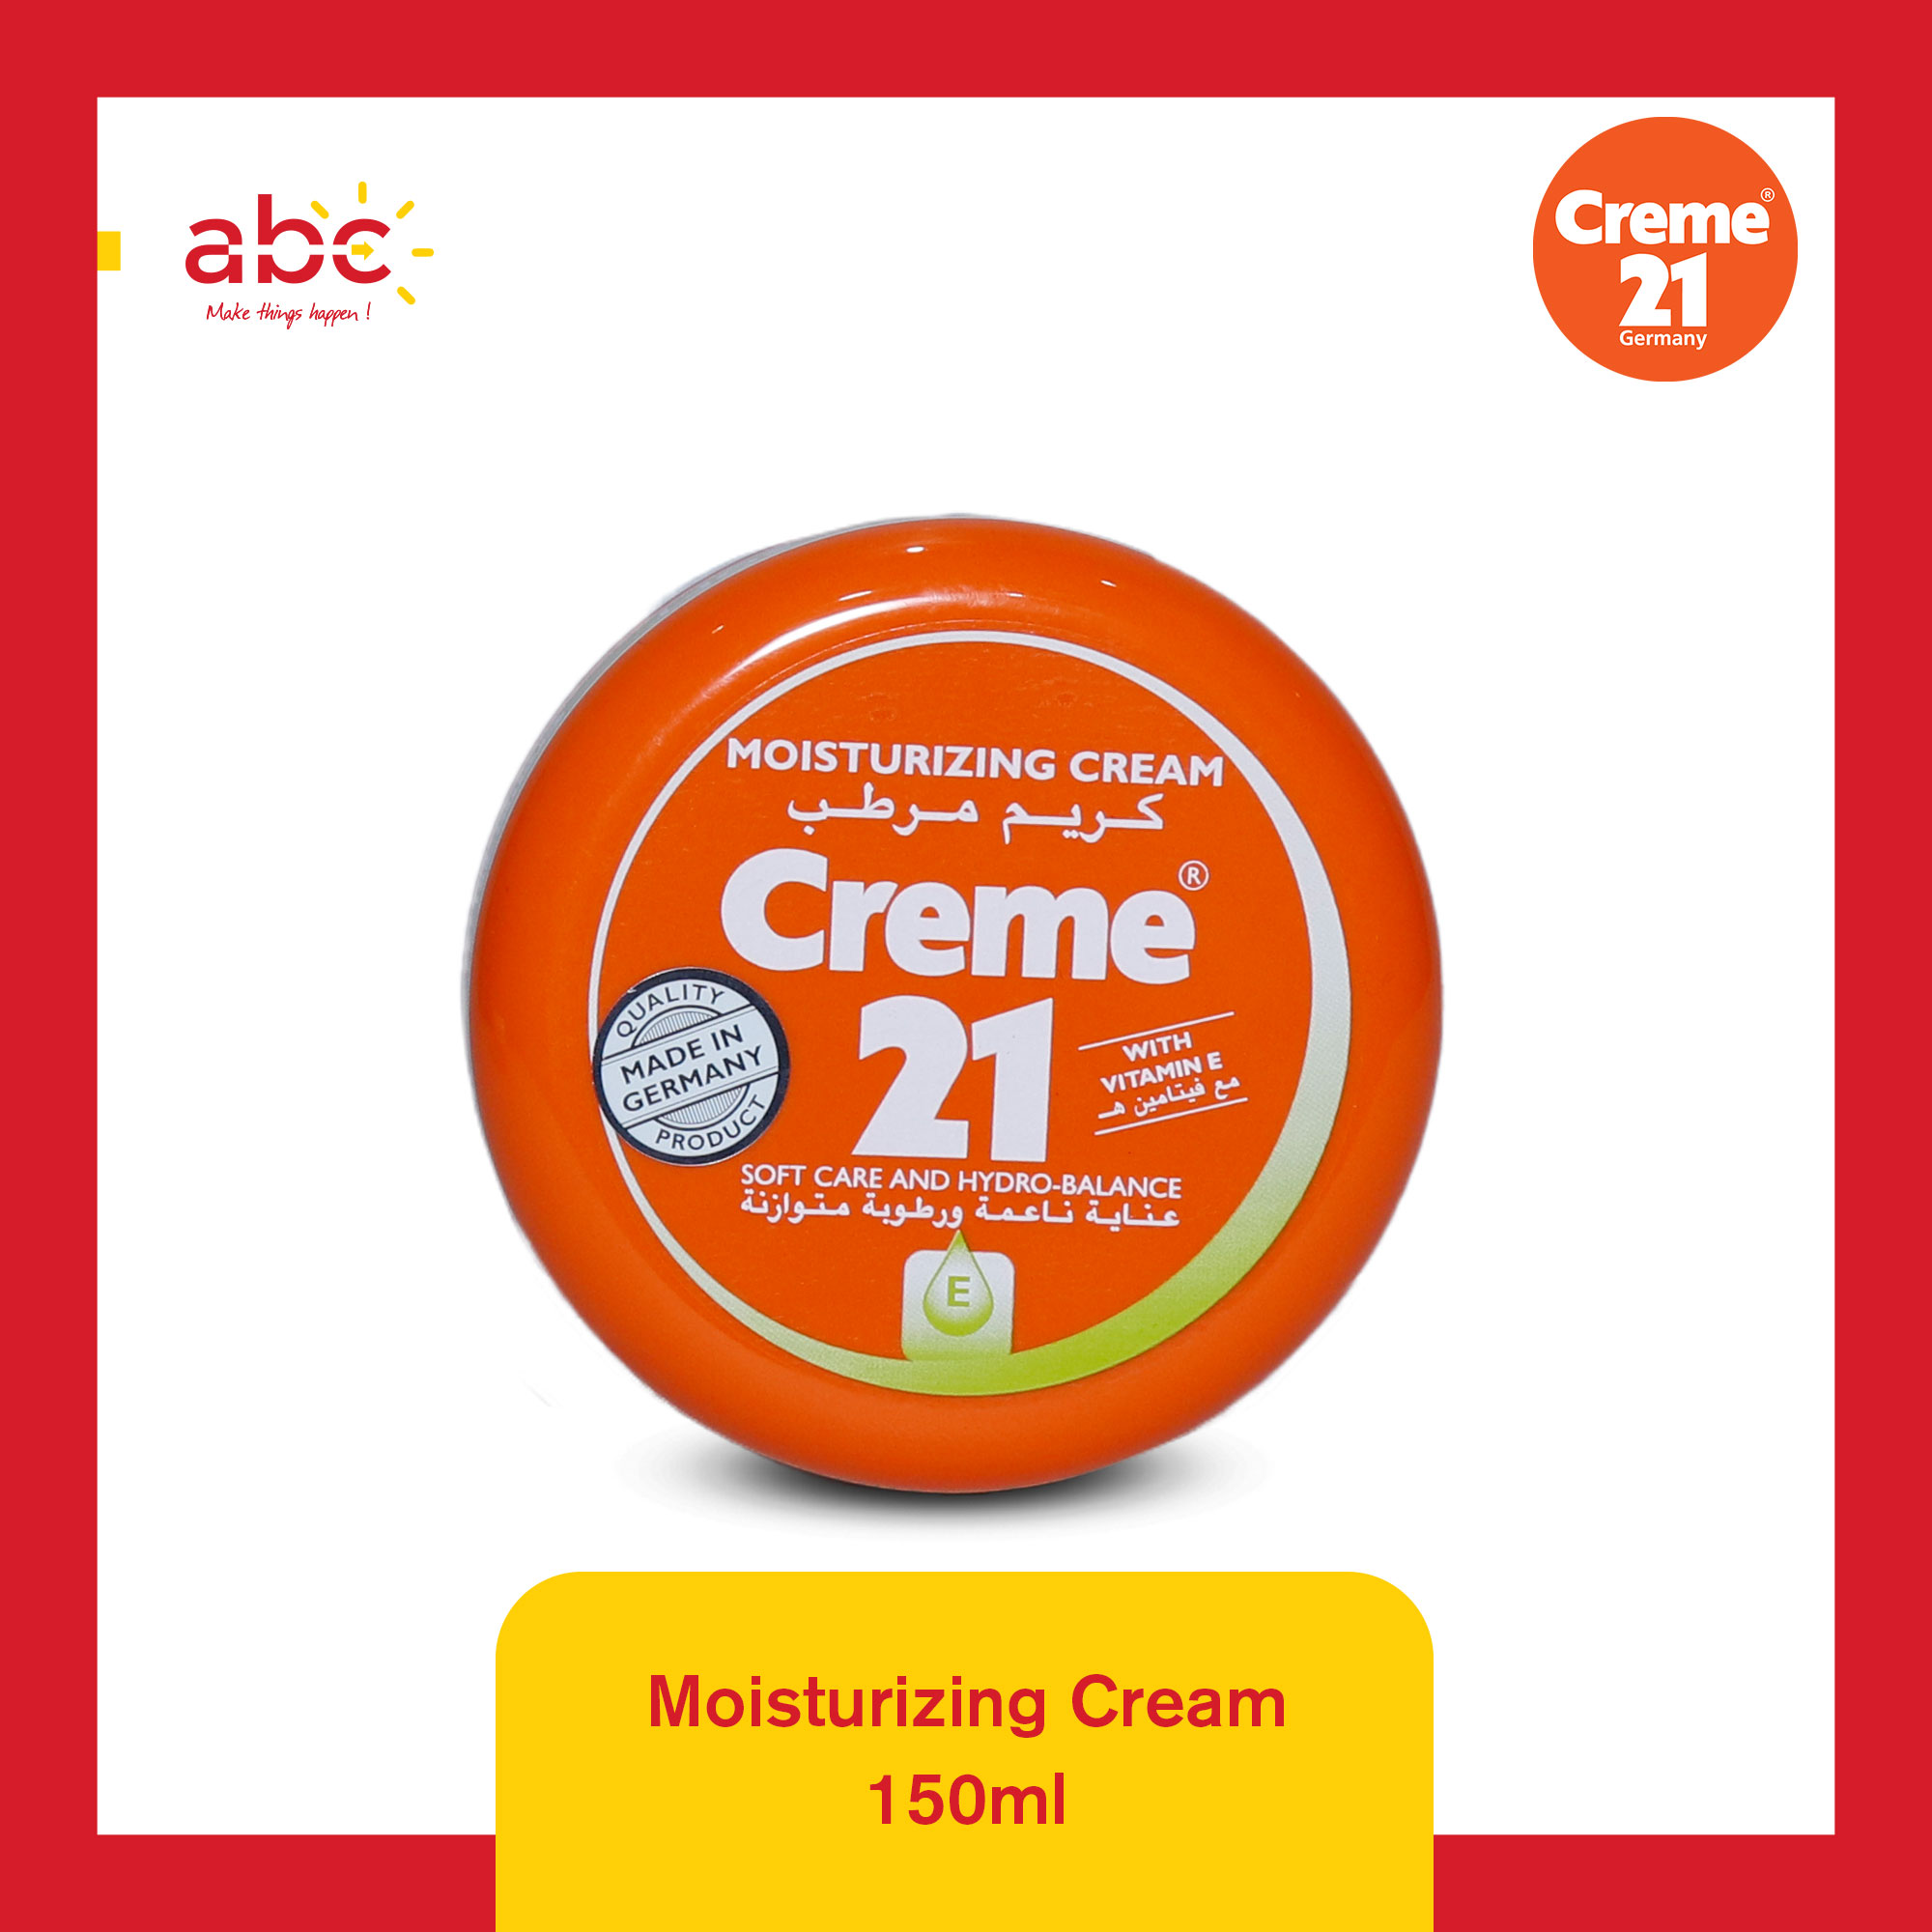 abc
Make things happen !
Creme®
21
Germany
MOISTURIZING CREAM
كريم مرطب
Creme®
21
QUALITY
MADE IN
GERMANY
PRODUCT
WITH
VITAMIN E
مع فيتامين هـ
SOFT CARE AND HYDRO-BALANCE
عناية ناعمة ورطوبة متوازنة
E
Moisturizing Cream
150ml